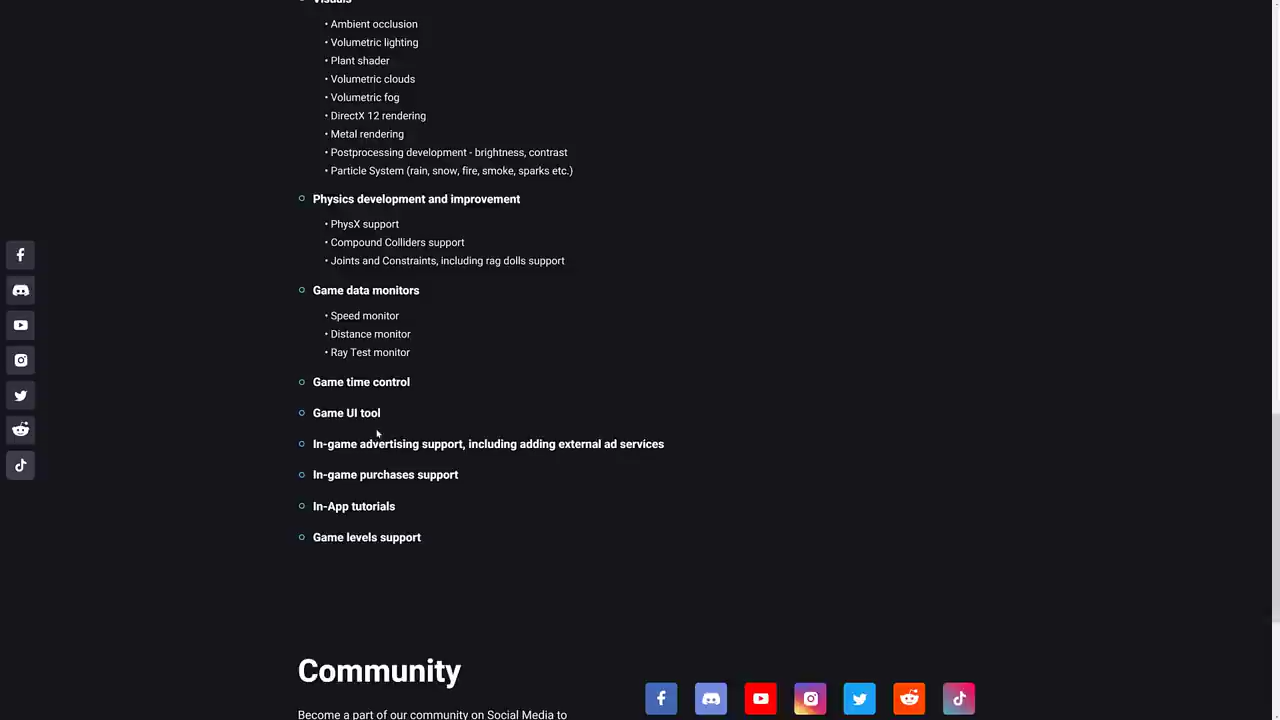 Visuals
• Ambient occlusion
• Volumetric lighting
• Plant shader
• Volumetric clouds
• Volumetric fog
• DirectX 12 rendering
• Metal rendering
• Postprocessing development - brightness, contrast
• Particle System (rain, snow, fire, smoke, sparks etc.)
Physics development and improvement
• PhysX support
• Compound Colliders support
• Joints and Constraints, including rag dolls support
Game data monitors
• Speed monitor
• Distance monitor
• Ray Test monitor
Game time control
Game UI tool
In-game advertising support, including adding external ad services
In-game purchases support
In-App tutorials
Game levels support
Community
Become a part of our community on Social Media to